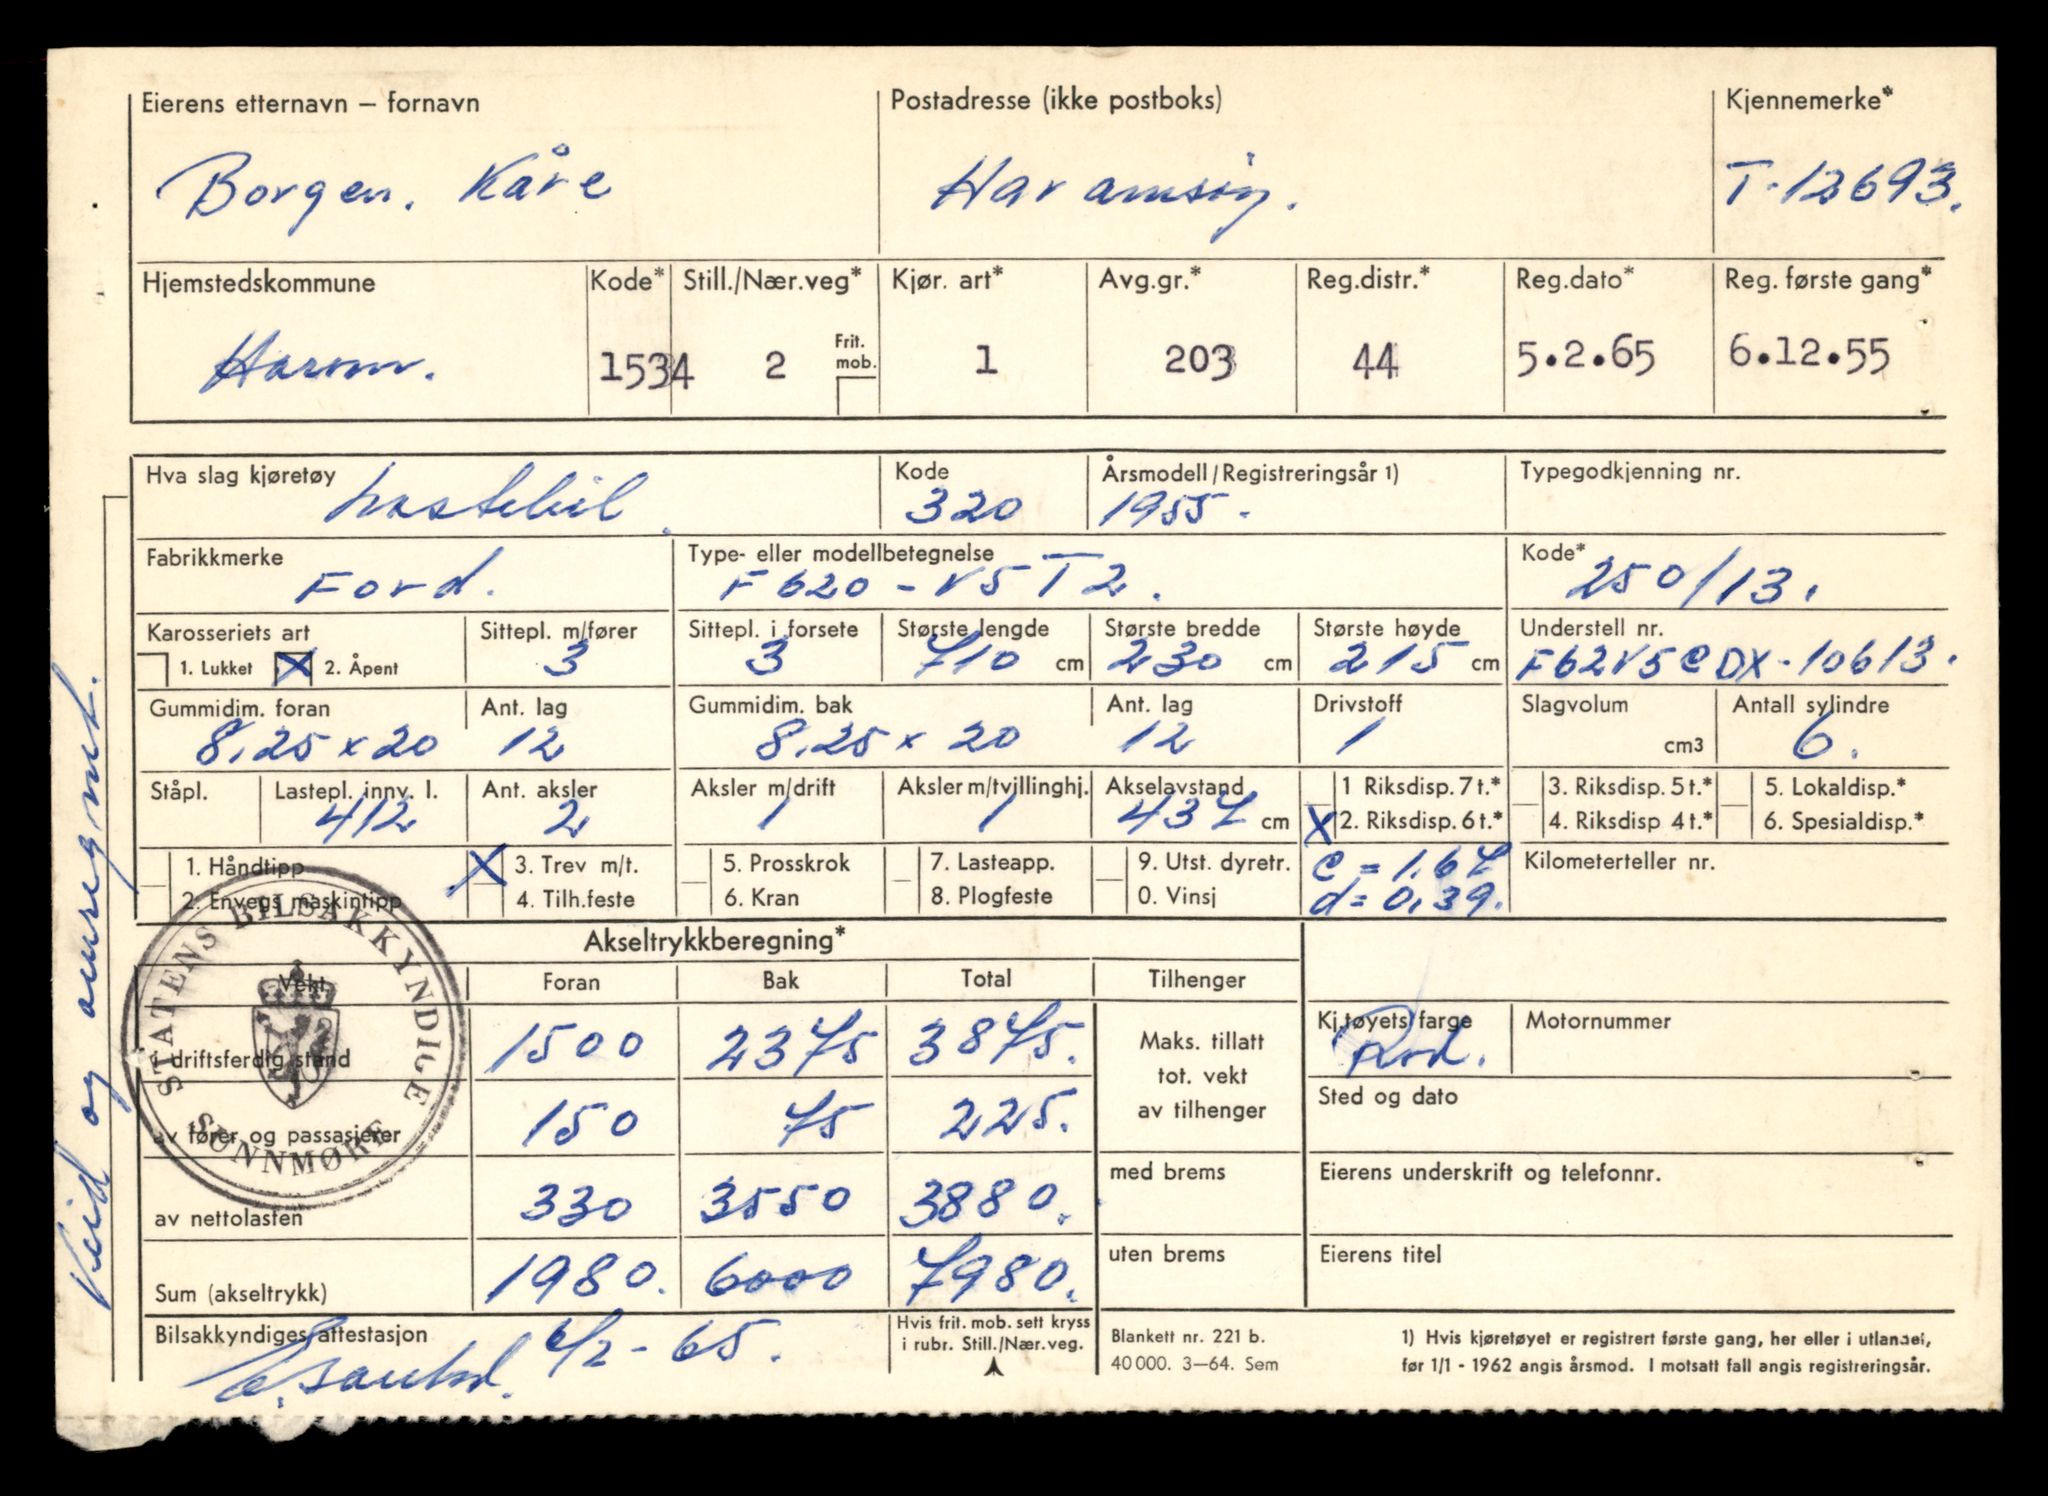 Eierens etternavn – fornavn Postadresse (ikke postboks) Kjennemerke*
Borgen. Kåre Haramsøy. T-12693.
Hjemstedskommune Kode* Still./Nær.veg* Kjør. art* Avg.gr.* Reg.distr.* Reg.dato* Reg. første gang*
Haram. 1534 2 Frit. mob. 1 203 44 5.2.65 6.12.55
Hva slag kjøretøy Kode Årsmodell/Registreringsår 1) Typegodkjenning nr.
Lastebil. 320 1955.
Fabrikkmerke Type- eller modellbetegnelse Kode*
Ford. F620-V5T2. 250/13.
Karosseriets art Sittepl. m/fører Sittepl. i forsete Største lengde Største bredde Største høyde Understell nr.
1. Lukket X 2. Åpent 3 3 710 cm 230 cm 215 cm F62V5CDX-10613.
Gummidim. foran Ant. lag Gummidim. bak Ant. lag Drivstoff Slagvolum Antall sylindre
8.25 x 20 12 8.25 x 20 12 1 cm3 6.
Ståpl. Lastepl. innv. l. Ant. aksler Aksler m/drift Aksler m/tvillinghj. Akselavstand 1 Riksdisp. 7 t.* 3. Riksdisp. 5 t.* 5. Lokaldisp.*
412 2 1 1 437 cm X 2. Riksdisp. 6 t.* 4. Riksdisp 4 t.* 6. Spesialdisp.*
1. Håndtipp X 3. Trev m/t. 5. Prosskrok 7. Lasteapp. 9. Utst. dyretr. c = 1.67 Kilometerteller nr.
2. Envegs maskintipp 4. Tilh.feste 6. Kran 8. Plogfeste 0. Vinsj d = 0.39.
Akseltrykkberegning*
Vekt Foran Bak Total Tilhenger
i driftsferdig stand 1500 2375 3875. Maks. tillatt tot. vekt av tilhenger Kj.tøyets farge Rød. Motornummer
av fører og passasjerer 150 75 225. Sted og dato
av nettolasten 330 3550 3880. med brems Eierens underskrift og telefonnr.
Sum (akseltrykk) 1980. 6000 7980. uten brems Eierens titel
Bilsakkyndiges attestasjon 6/2-65. Hvis frit. mob. sett kryss i rubr. Still./Nær.veg. Blankett nr. 221 b. 1) Hvis kjøretøyet er registrert første gang, her eller i utlandet,
40 000. 3–64. Sem før 1/1 - 1962 angis årsmod. I motsatt fall angis registreringsår.
STATENS BILSAKKYNDIGE
SUNNMØRE
Veid og omregnet.